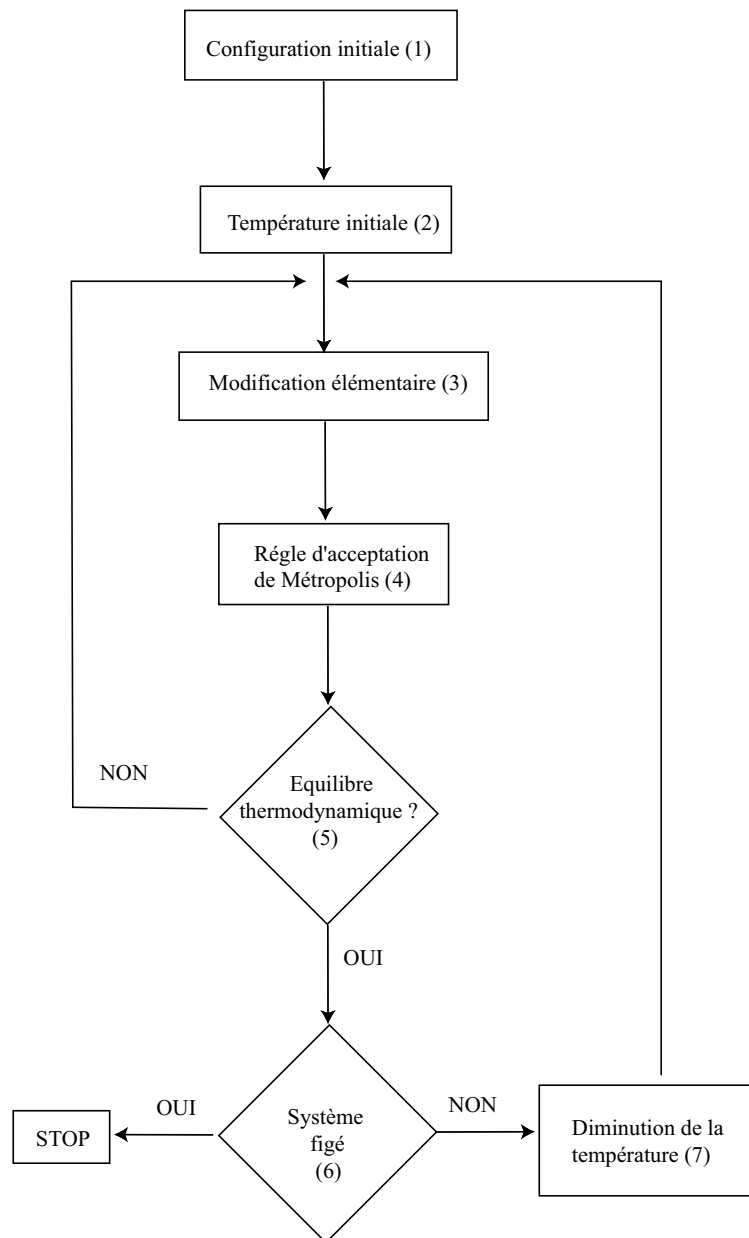 Configuration initiale (1)
Température initiale (2)
Modification élémentaire (3)
Régle d'acceptation
de Métropolis (4)
NON
Equilibre
thermodynamique ?
(5)
OUI
OUI
NON
STOP
Système
figé
(6)
Diminution de la
température (7)